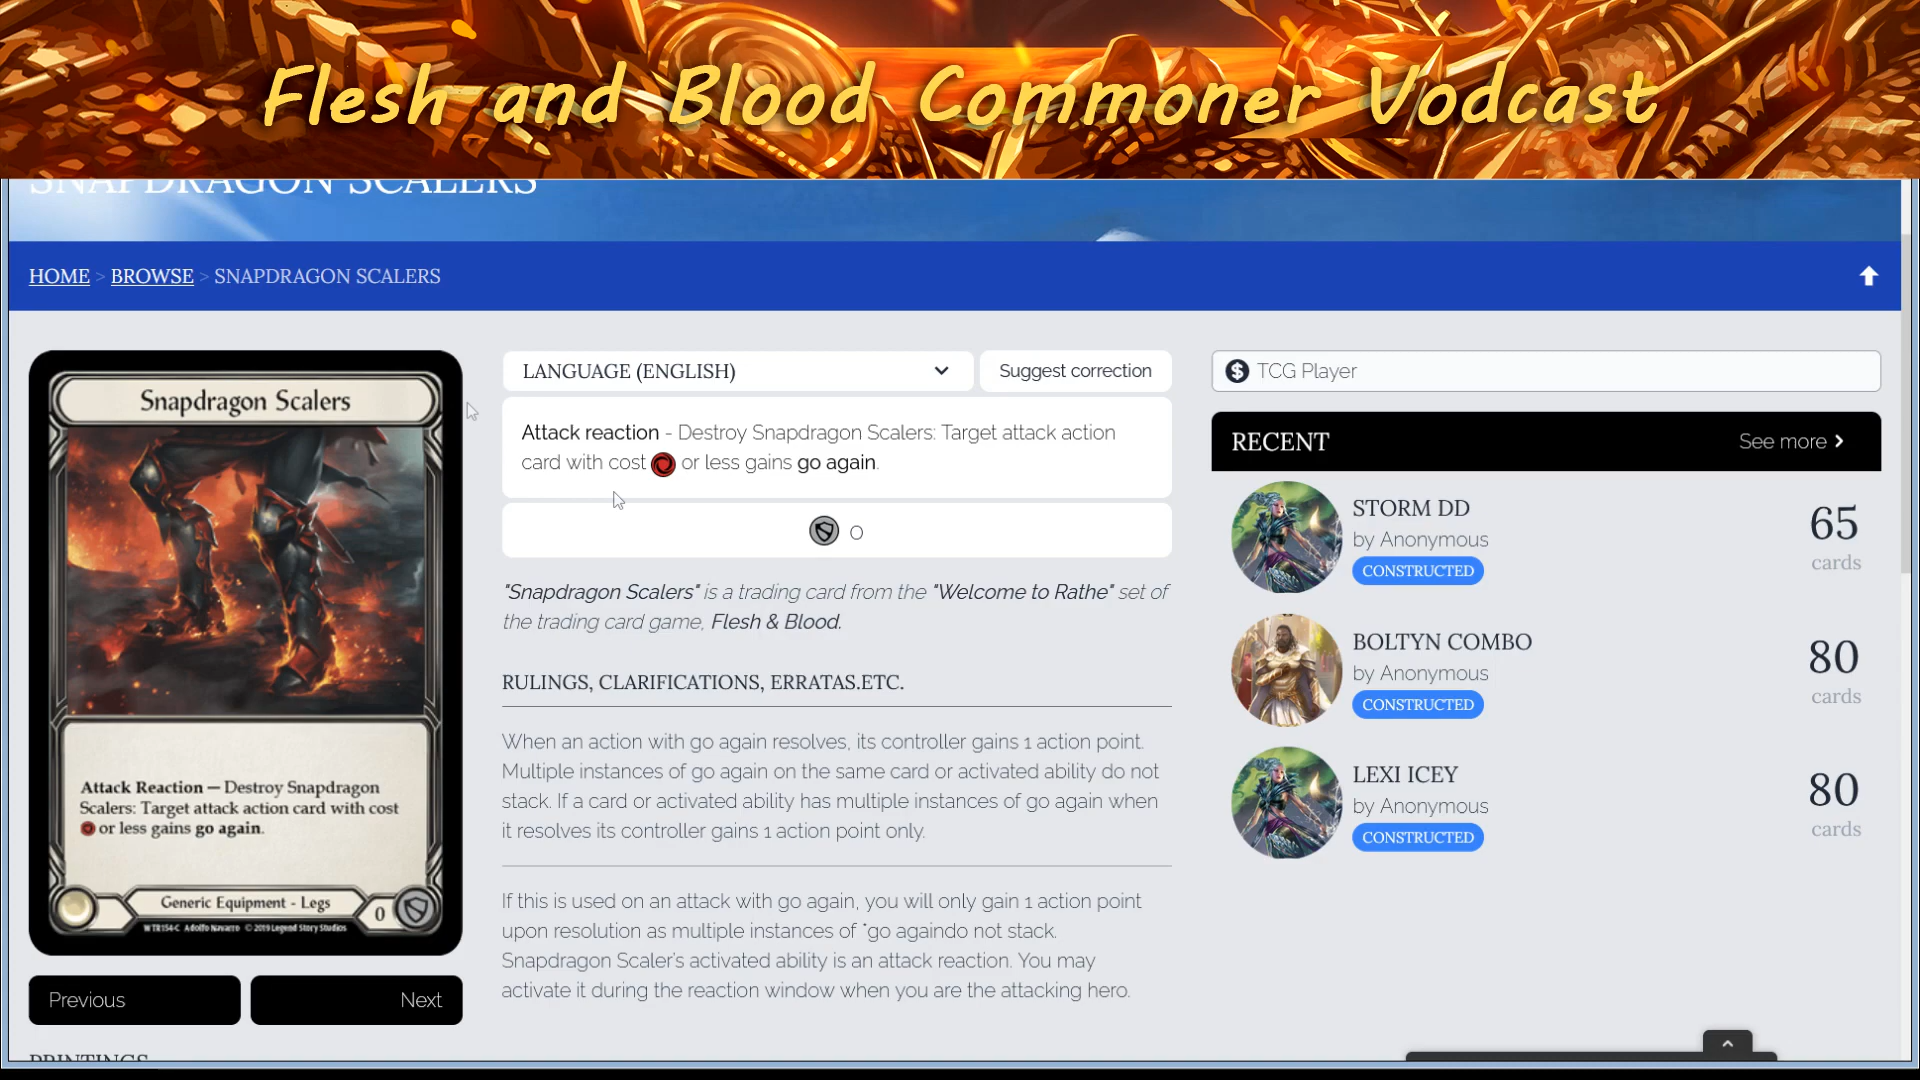 Flesh and Blood Commoner Vodcast
SNAPDRAGON SCALERS
HOME > BROWSE > SNAPDRAGON SCALERS
Snapdragon Scalers
Attack Reaction — Destroy Snapdragon
Scalers: Target attack action card with cost
or less gains go again.
Generic Equipment - Legs
0
WTR154-C Adolfo Navarro © 2019 Legend Story Studios
Previous
Next
PRINTINGS
LANGUAGE (ENGLISH)
Suggest correction
Attack reaction - Destroy Snapdragon Scalers: Target attack action
card with cost or less gains go again.
0
"Snapdragon Scalers" is a trading card from the "Welcome to Rathe" set of
the trading card game, Flesh & Blood.
RULINGS, CLARIFICATIONS, ERRATAS.ETC.
When an action with go again resolves, its controller gains 1 action point.
Multiple instances of go again on the same card or activated ability do not
stack. If a card or activated ability has multiple instances of go again when
it resolves its controller gains 1 action point only.
If this is used on an attack with go again, you will only gain 1 action point
upon resolution as multiple instances of *go againdo not stack.
Snapdragon Scaler's activated ability is an attack reaction. You may
activate it during the reaction window when you are the attacking hero.
$ TCG Player
RECENT
See more >
STORM DD
by Anonymous
CONSTRUCTED
65
cards
BOLTYN COMBO
by Anonymous
CONSTRUCTED
80
cards
LEXI ICEY
by Anonymous
CONSTRUCTED
80
cards